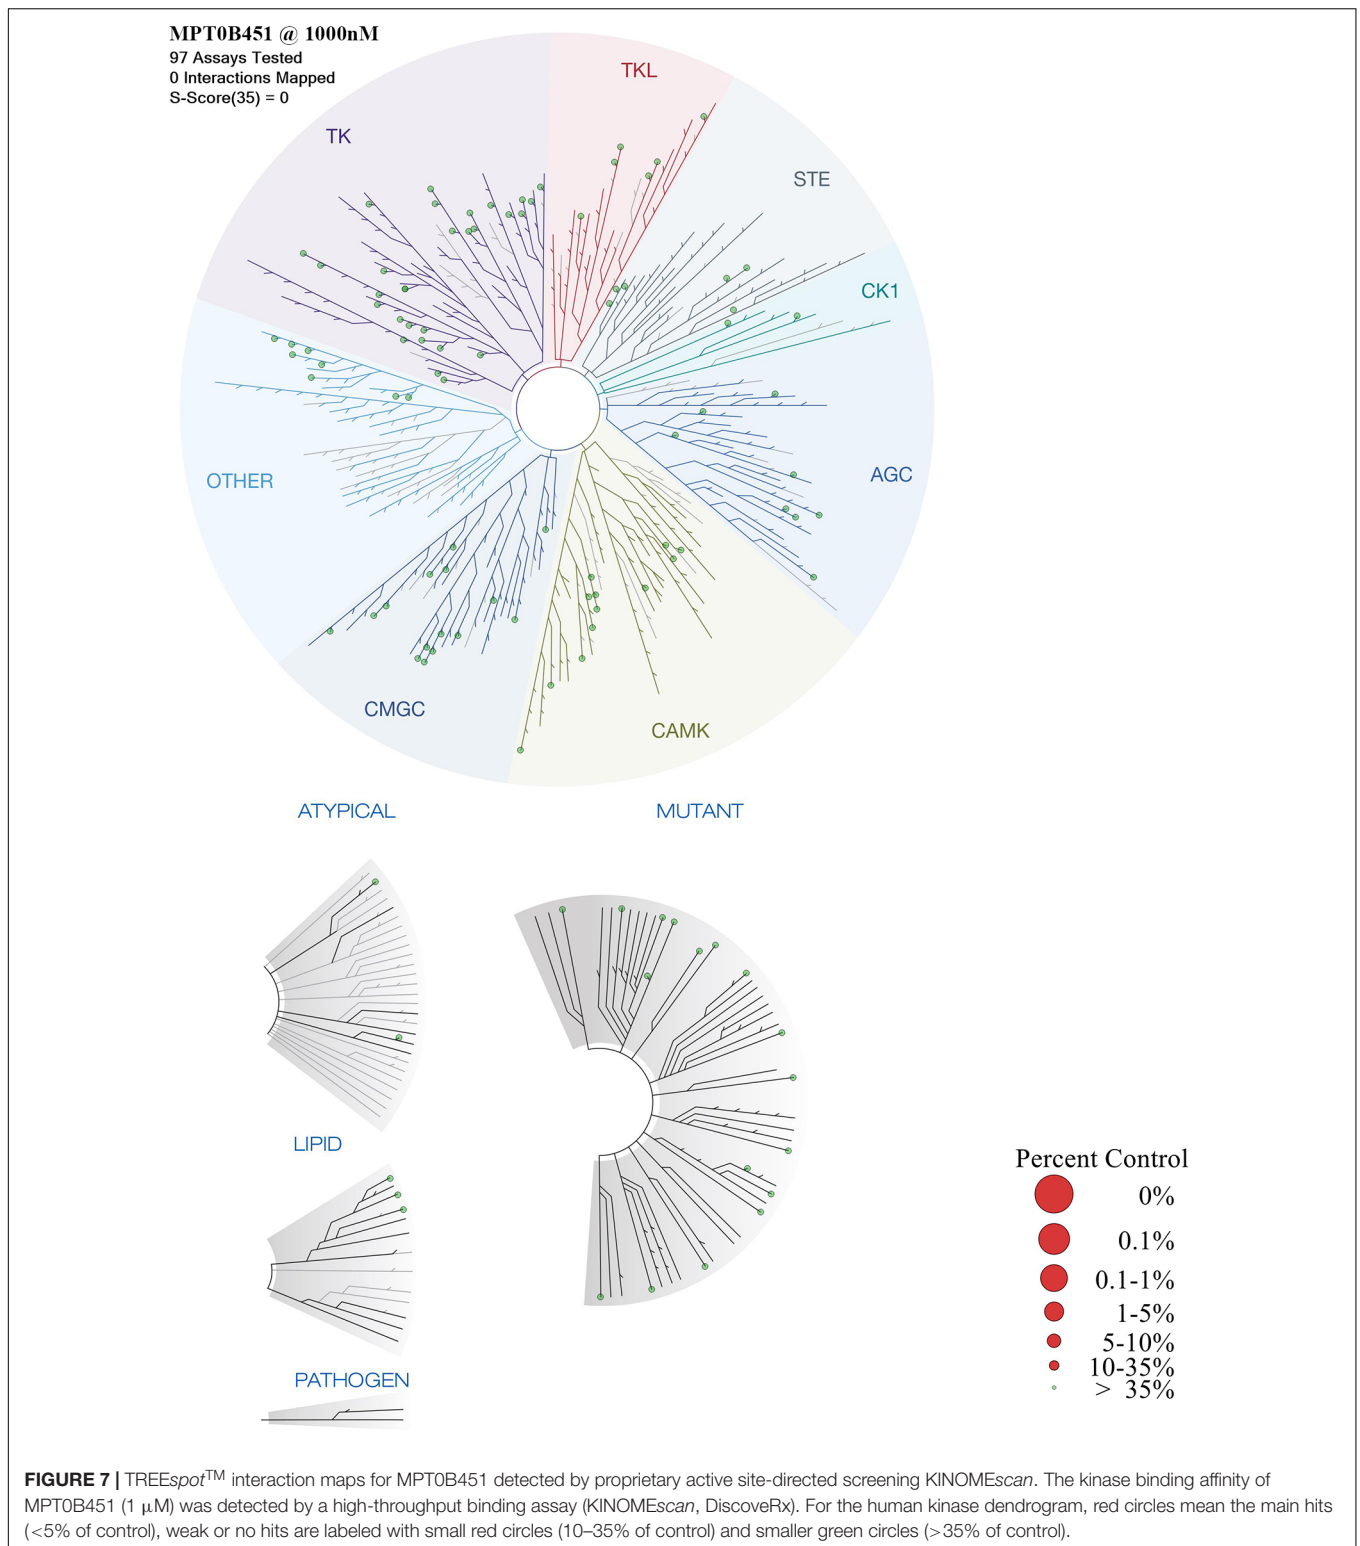 MPT0B451 @ 1000nM
97 Assays Tested
0 Interactions Mapped
S-Score(35) = 0
TKL
TK
STE
CK1
OTHER
AGC
CMGC
CAMK
ATYPICAL
MUTANT
LIPID
PATHOGEN
Percent Control
0%
0.1%
0.1-1%
1-5%
5-10%
10-35%
> 35%
FIGURE 7 | TREEspot™ interaction maps for MPT0B451 detected by proprietary active site-directed screening KINOMEscan. The kinase binding affinity of
MPT0B451 (1 μM) was detected by a high-throughput binding assay (KINOMEscan, DiscoveRx). For the human kinase dendrogram, red circles mean the main hits
(<5% of control), weak or no hits are labeled with small red circles (10–35% of control) and smaller green circles (>35% of control).